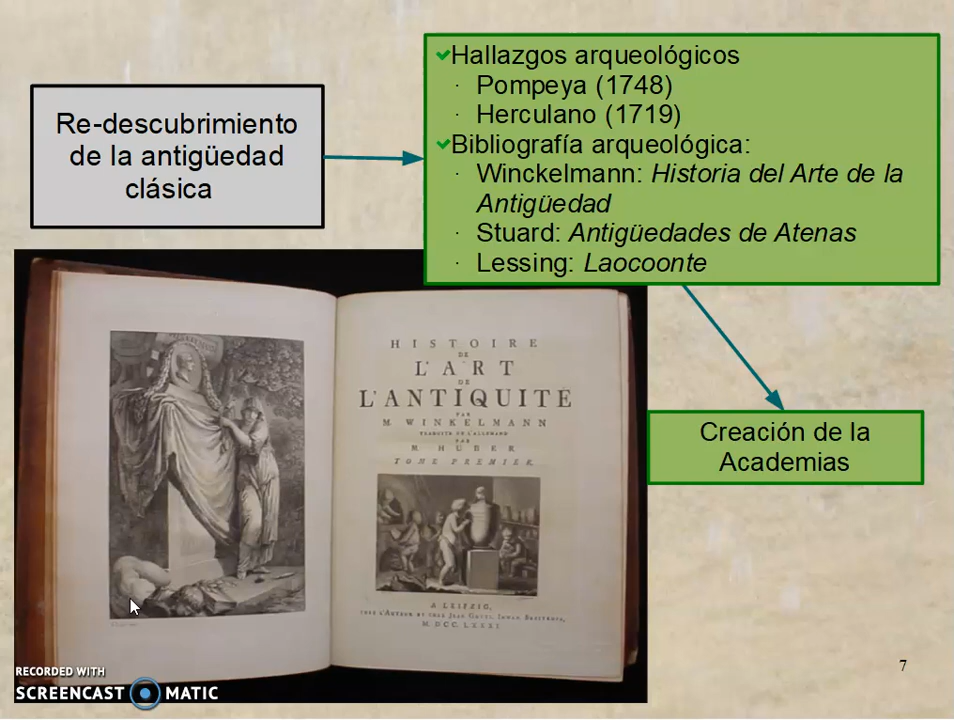 Re-descubrimiento
de la antigüedad
clásica
Hallazgos arqueológicos
· Pompeya (1748)
· Herculano (1719)
Bibliografía arqueológica:
· Winckelmann: Historia del Arte de la
Antigüedad
· Stuard: Antigüedades de Atenas
· Lessing: Laocoonte
Creación de la
Academias
HISTOIRE
DE
L'ART
DE
L'ANTIQUITÉ
PAR
M. WINKELMANN
TRADUITE DE L'ALLEMAND
PAR
M. HUBER
TOME PREMIER.
A LEIPZIG,
M. DCC. LXXXI.
RECORDED WITH
SCREENCAST MATIC
7